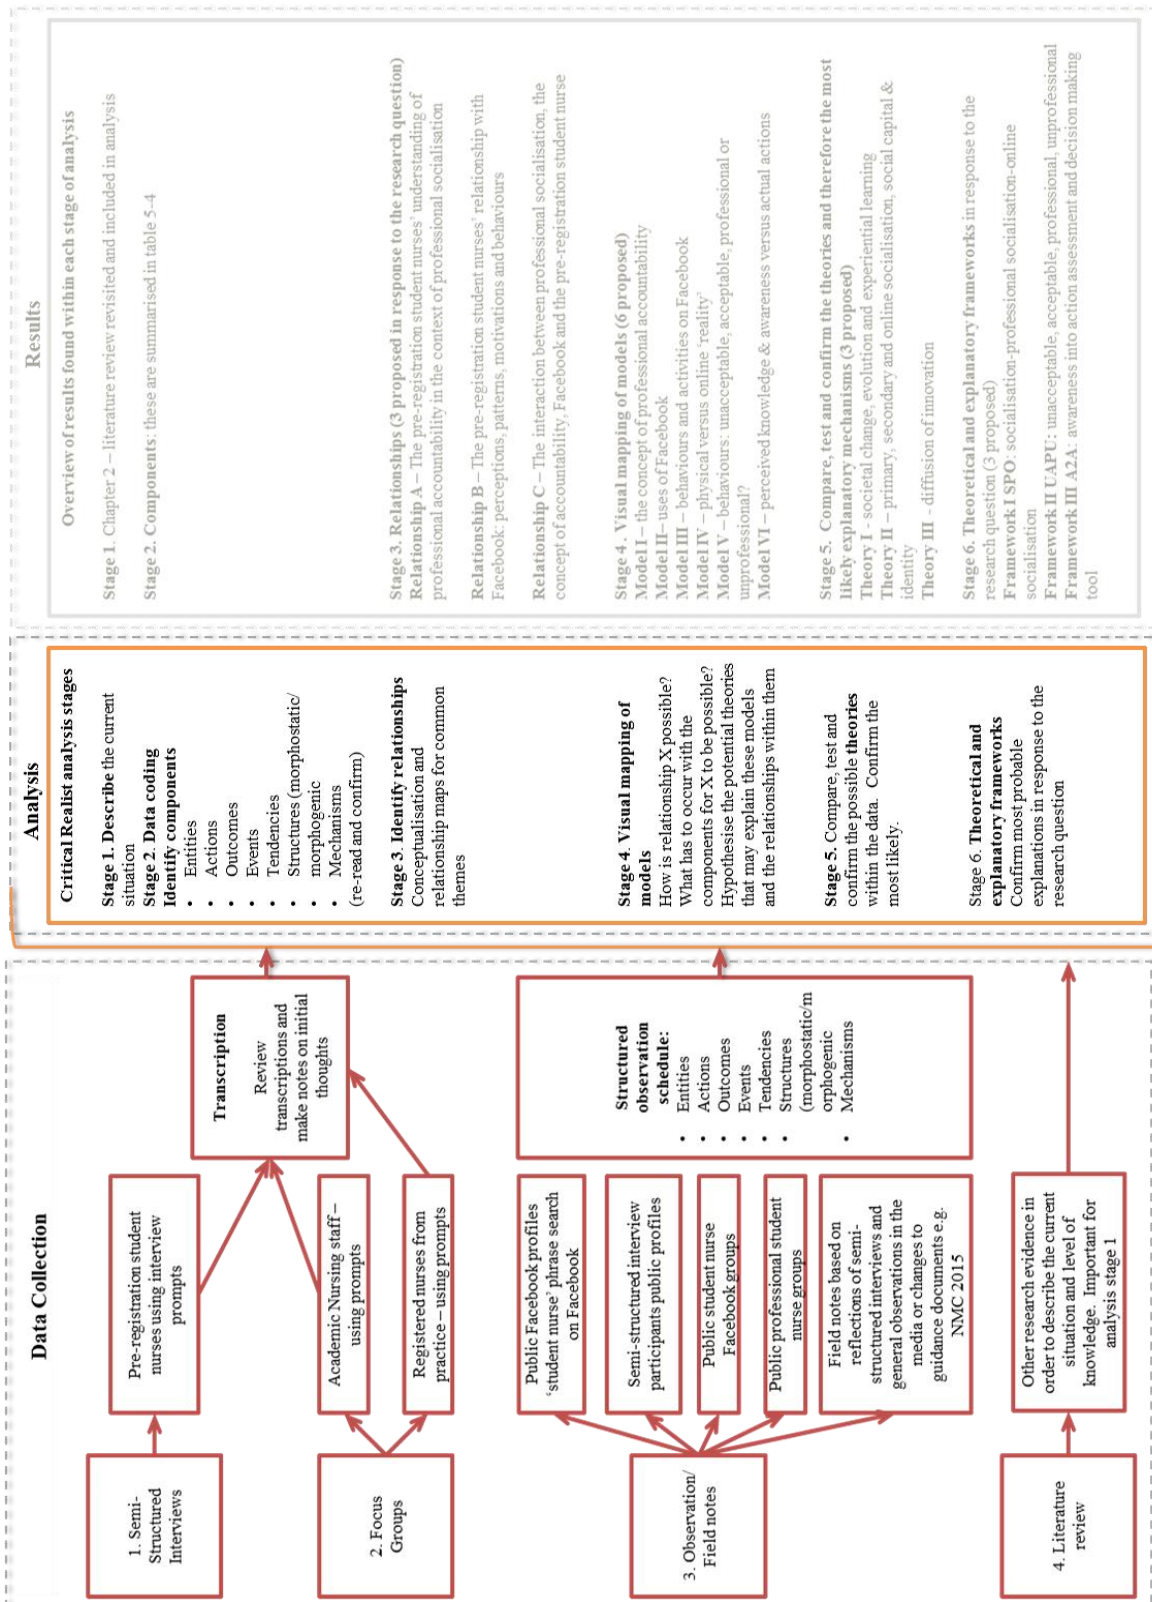 Data Collection
1. Semi-
Structured
Interviews
Pre-registration student
nurses using interview
prompts
2. Focus
Groups
Academic Nursing staff –
using prompts
Registered nurses from
practice – using prompts
Transcription
Review
transcriptions and
make notes on initial
thoughts
3. Observation/
Field notes
Public Facebook profiles
‘student nurse’ phrase search
on Facebook
Semi-structured interview
participants public profiles
Public student nurse
Facebook groups
Public professional student
nurse groups
Field notes based on
reflections of semi-
structured interviews and
general observations in the
media or changes to
guidance documents e.g.
NMC 2015
Structured
observation
schedule:
• Entities
• Actions
• Outcomes
• Events
• Tendencies
• Structures
(morphostatic/m
orphogenic
• Mechanisms
4. Literature
review
Other research evidence in
order to describe the current
situation and level of
knowledge. Important for
analysis stage 1
Analysis
Critical Realist analysis stages
Stage 1. Describe the current
situation
Stage 2. Data coding
Identify components
• Entities
• Actions
• Outcomes
• Events
• Tendencies
• Structures (morphostatic/
morphogenic
• Mechanisms
(re-read and confirm)
Stage 3. Identify relationships
Conceptualisation and
relationship maps for common
themes
Stage 4. Visual mapping of
models
How is relationship X possible?
What has to occur with the
components for X to be possible?
Hypothesise the potential theories
that may explain these models
and the relationships within them
Stage 5. Compare, test and
confirm the possible theories
within the data. Confirm the
most likely.
Stage 6. Theoretical and
explanatory frameworks
Confirm most probable
explanations in response to the
research question
Results
Overview of results found within each stage of analysis
Stage 1. Chapter 2 – literature review revisited and included in analysis
Stage 2. Components: these are summarised in table 5-4
Stage 3. Relationships (3 proposed in response to the research question)
Relationship A – The pre-registration student nurses’ understanding of
professional accountability in the context of professional socialisation
Relationship B – The pre-registration student nurses’ relationship with
Facebook: perceptions, patterns, motivations and behaviours
Relationship C – The interaction between professional socialisation, the
concept of accountability, Facebook and the pre-registration student nurse
Stage 4. Visual mapping of models (6 proposed)
Model I – the concept of professional accountability
Model II– uses of Facebook
Model III – behaviours and activities on Facebook
Model IV – physical versus online ‘reality’
Model V – behaviours: unacceptable, acceptable, professional or
unprofessional?
Model VI – perceived knowledge & awareness versus actual actions
Stage 5. Compare, test and confirm the theories and therefore the most
likely explanatory mechanisms (3 proposed)
Theory I - societal change, evolution and experiential learning
Theory II – primary, secondary and online socialisation, social capital &
identity
Theory III - diffusion of innovation
Stage 6. Theoretical and explanatory frameworks in response to the
research question (3 proposed)
Framework I SPO: socialisation-professional socialisation-online
socialisation
Framework II UAPU: unacceptable, acceptable, professional, unprofessional
Framework III A2A: awareness into action assessment and decision making
tool